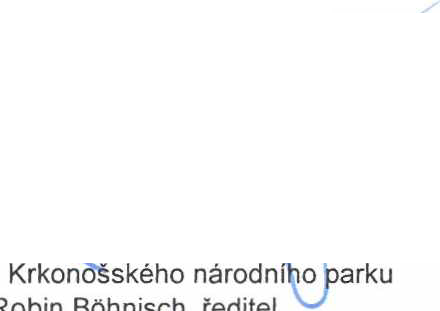 Krkonošského národního parku
Robin Böhnisch, ředitel